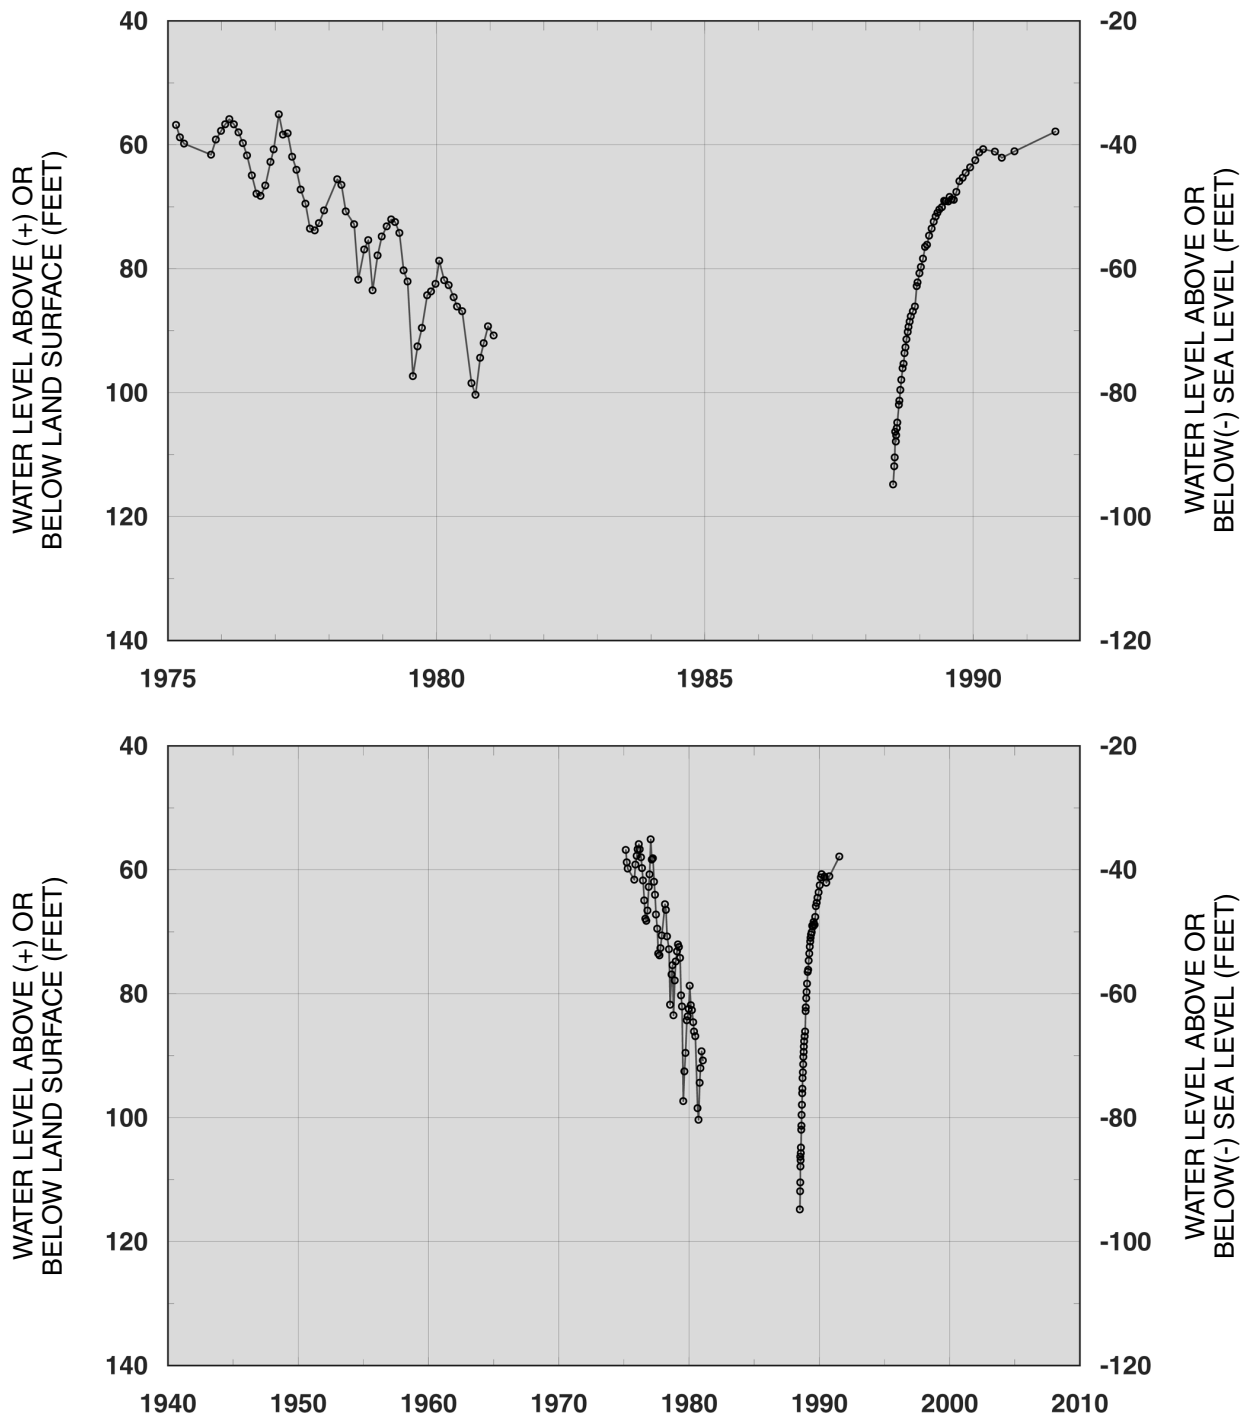 40
60
80
100
120
140
WATER LEVEL ABOVE (+) OR
BELOW LAND SURFACE (FEET)
-20
-40
-60
-80
-100
-120
WATER LEVEL ABOVE OR
BELOW(-) SEA LEVEL (FEET)
1975 1980 1985 1990
40
60
80
100
120
140
WATER LEVEL ABOVE (+) OR
BELOW LAND SURFACE (FEET)
-20
-40
-60
-80
-100
-120
WATER LEVEL ABOVE OR
BELOW(-) SEA LEVEL (FEET)
1940 1950 1960 1970 1980 1990 2000 2010